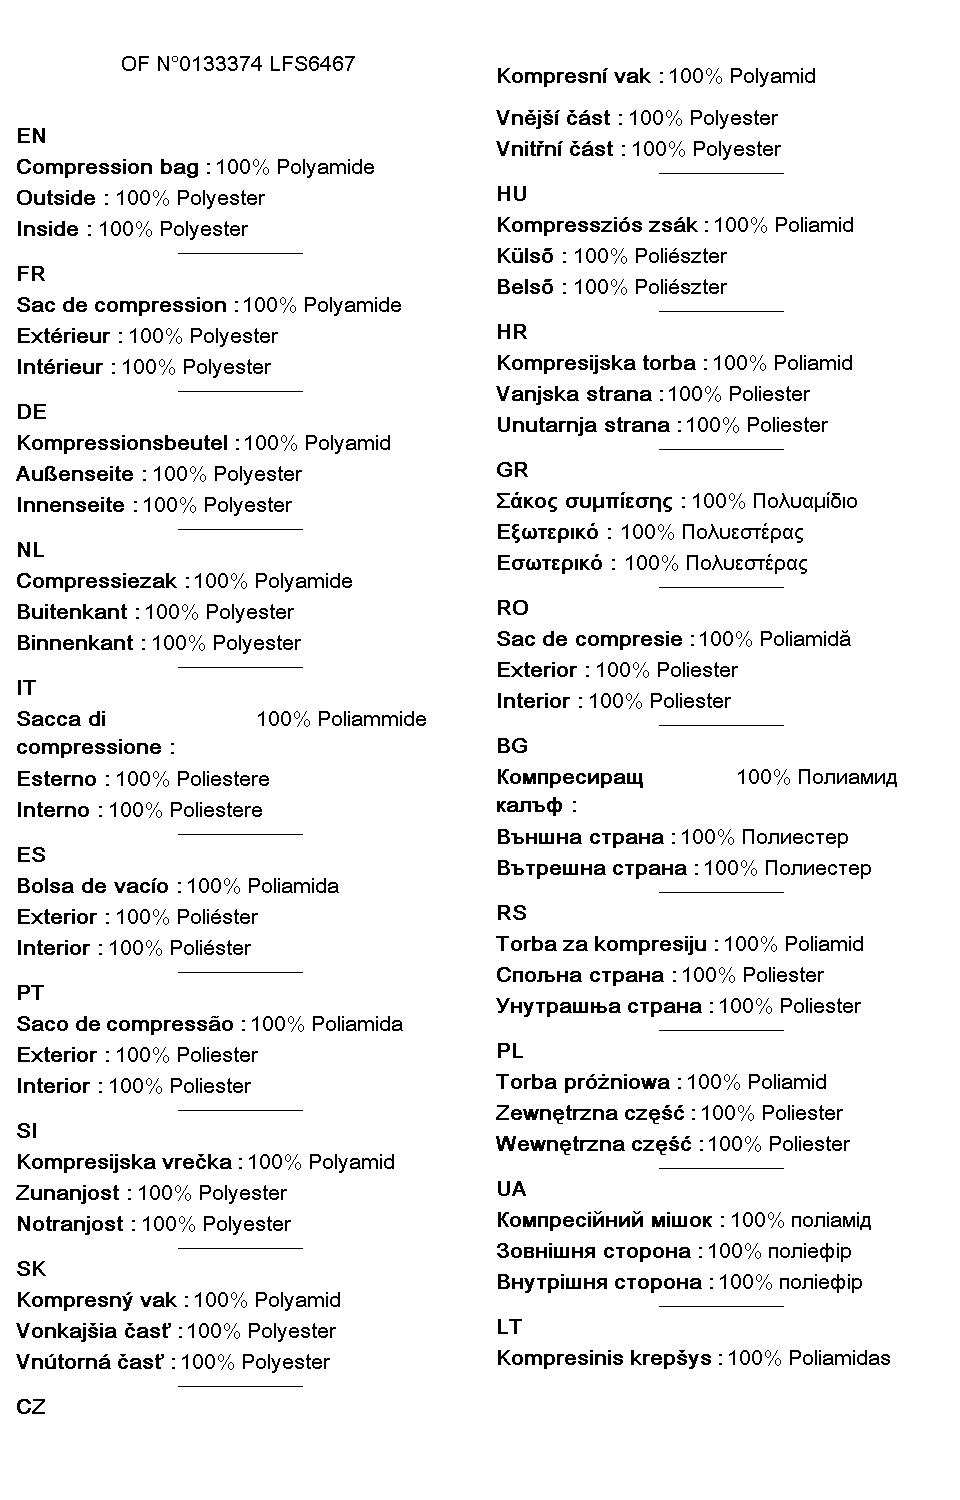 OF N°0133374 LFS6467
EN
Compression bag : 100% Polyamide
Outside : 100% Polyester
Inside : 100% Polyester
FR
Sac de compression : 100% Polyamide
Extérieur : 100% Polyester
Intérieur : 100% Polyester
DE
Kompressionsbeutel : 100% Polyamid
Außenseite : 100% Polyester
Innenseite : 100% Polyester
NL
Compressiezak : 100% Polyamide
Buitenkant : 100% Polyester
Binnenkant : 100% Polyester
IT
Sacca di 100% Poliammide
compressione :
Esterno : 100% Poliestere
Interno : 100% Poliestere
ES
Bolsa de vacío : 100% Poliamida
Exterior : 100% Poliéster
Interior : 100% Poliéster
PT
Saco de compressão : 100% Poliamida
Exterior : 100% Poliester
Interior : 100% Poliester
SI
Kompresijska vrečka : 100% Polyamid
Zunanjost : 100% Polyester
Notranjost : 100% Polyester
SK
Kompresný vak : 100% Polyamid
Vonkajšia časť : 100% Polyester
Vnútorná časť : 100% Polyester
CZ
Kompresní vak : 100% Polyamid
Vnější část : 100% Polyester
Vnitřní část : 100% Polyester
HU
Kompressziós zsák : 100% Poliamid
Külsõ : 100% Poliészter
Belsõ : 100% Poliészter
HR
Kompresijska torba : 100% Poliamid
Vanjska strana : 100% Poliester
Unutarnja strana : 100% Poliester
GR
Σάκος συμπίεσης : 100% Πολυαμίδιο
Εξωτερικό : 100% Πολυεστέρας
Εσωτερικό : 100% Πολυεστέρας
RO
Sac de compresie : 100% Poliamidă
Exterior : 100% Poliester
Interior : 100% Poliester
BG
Компресиращ 100% Полиамид
калъф :
Външна страна : 100% Полиестер
Вътрешна страна : 100% Полиестер
RS
Torba za kompresiju : 100% Poliamid
Спољна страна : 100% Poliester
Унутрашња страна : 100% Poliester
PL
Torba próżniowa : 100% Poliamid
Zewnętrzna część : 100% Poliester
Wewnętrzna część : 100% Poliester
UA
Компресійний мішок : 100% поліамід
Зовнішня сторона : 100% поліефір
Внутрішня сторона : 100% поліефір
LT
Kompresinis krepšys : 100% Poliamidas